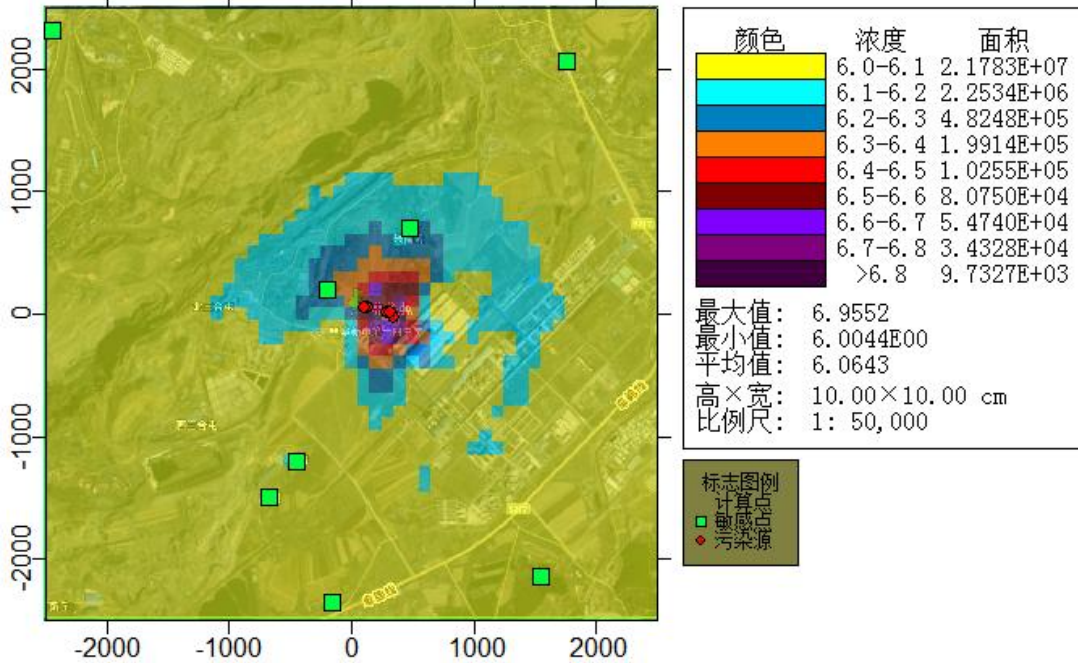 颜色 浓度 面积
6.0-6.1 2.1783E+07
6.1-6.2 2.2534E+06
6.2-6.3 4.8248E+05
6.3-6.4 1.9914E+05
6.4-6.5 1.0255E+05
6.5-6.6 8.0750E+04
6.6-6.7 5.4740E+04
6.7-6.8 3.4328E+04
>6.8 9.7327E+03
最大值: 6.9552
最小值: 6.0044E00
平均值: 6.0643
高×宽: 10.00×10.00 cm
比例尺: 1: 50,000
标志图例
计算点
敏感点
污染源
2000
1000
0
-1000
-2000
-2000 -1000 0 1000 2000